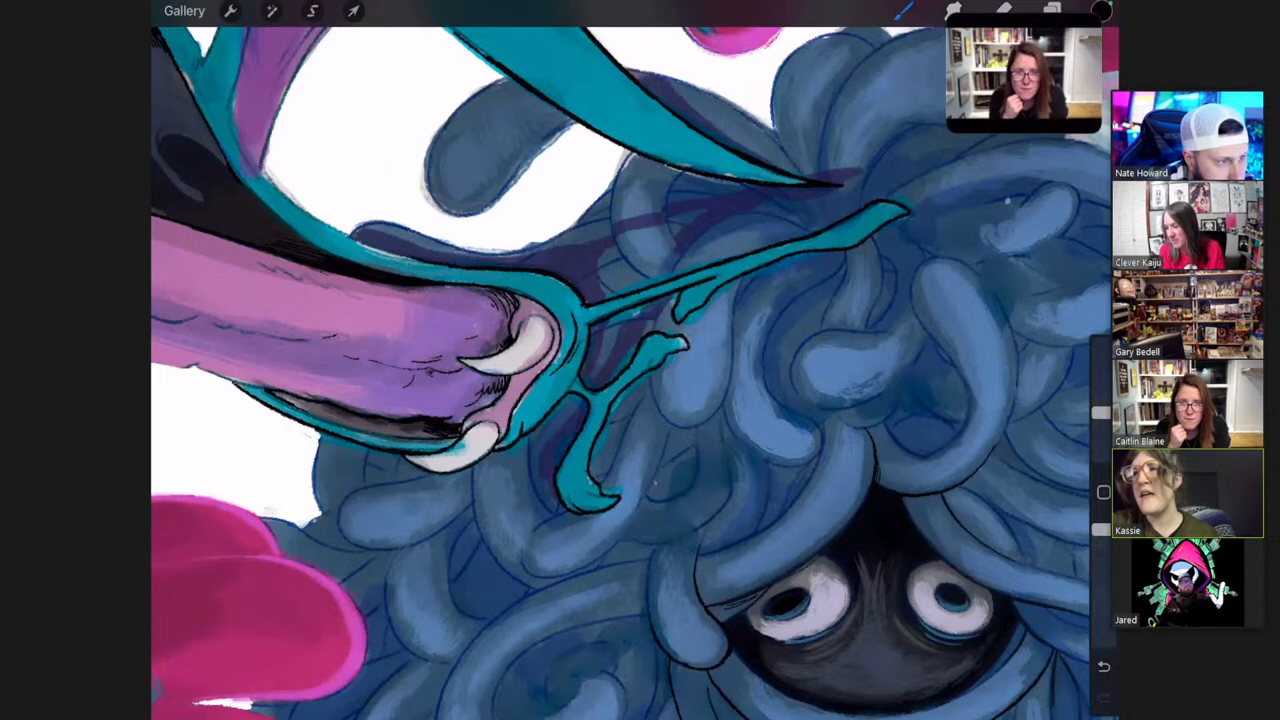 Gallery
Nate Howard
Clever Kaiju
Gary Bedell
Caitlin Blaine
Kassie
Jared